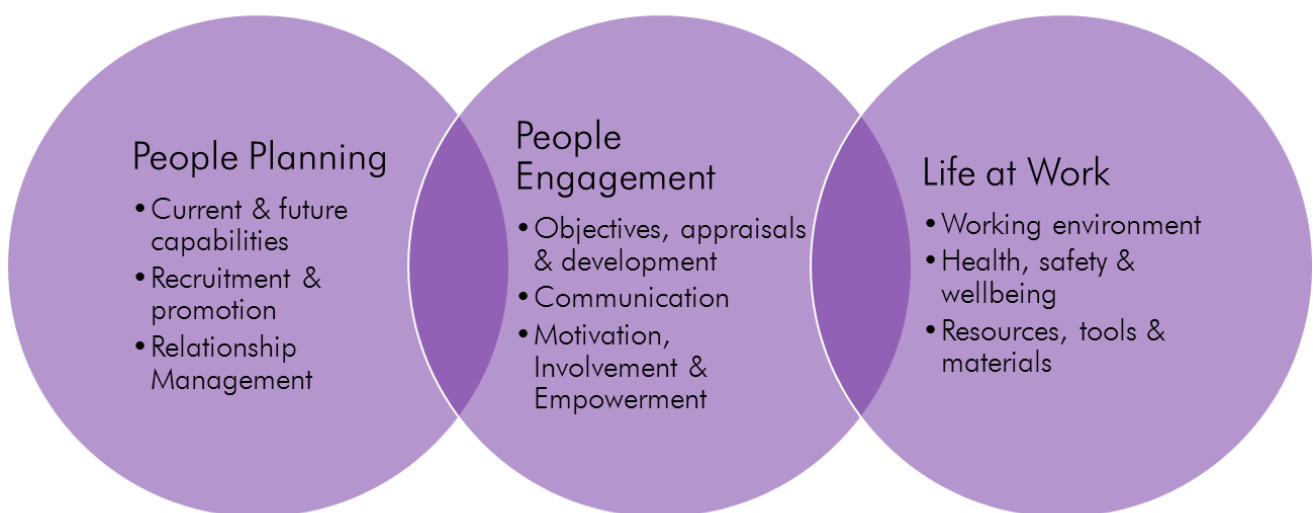 People Planning
• Current & future
capabilities
• Recruitment &
promotion
• Relationship
Management
People
Engagement
• Objectives, appraisals
& development
• Communication
• Motivation,
Involvement &
Empowerment
Life at Work
• Working environment
• Health, safety &
wellbeing
• Resources, tools &
materials